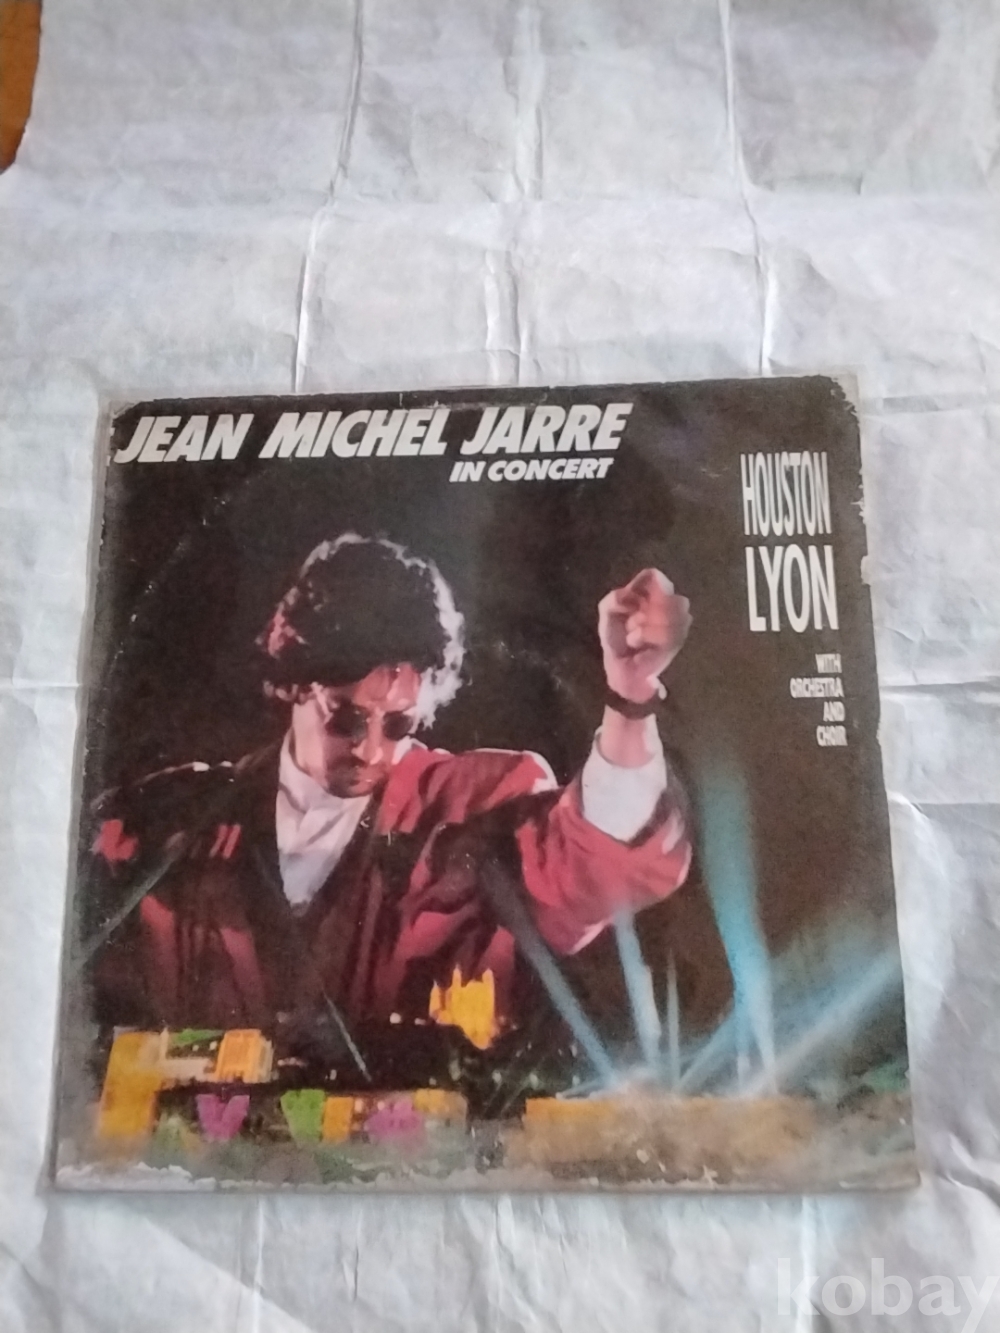 JEAN MICHEL JARRE
IN CONCERT
HOUSTON
LYON
WITH
ORCHESTRA
AND
CHOIR
kobay